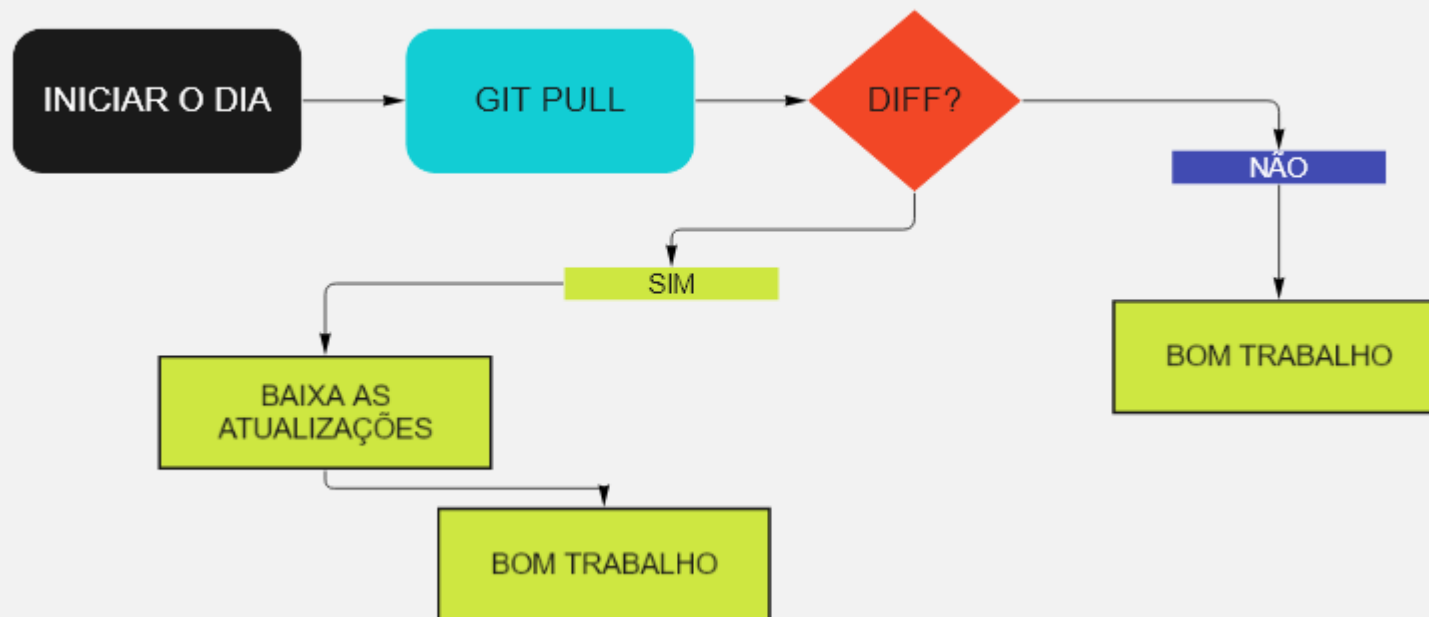 INICIAR O DIA
GIT PULL
DIFF?
NÃO
SIM
BOM TRABALHO
BAIXA AS
ATUALIZAÇÕES
BOM TRABALHO